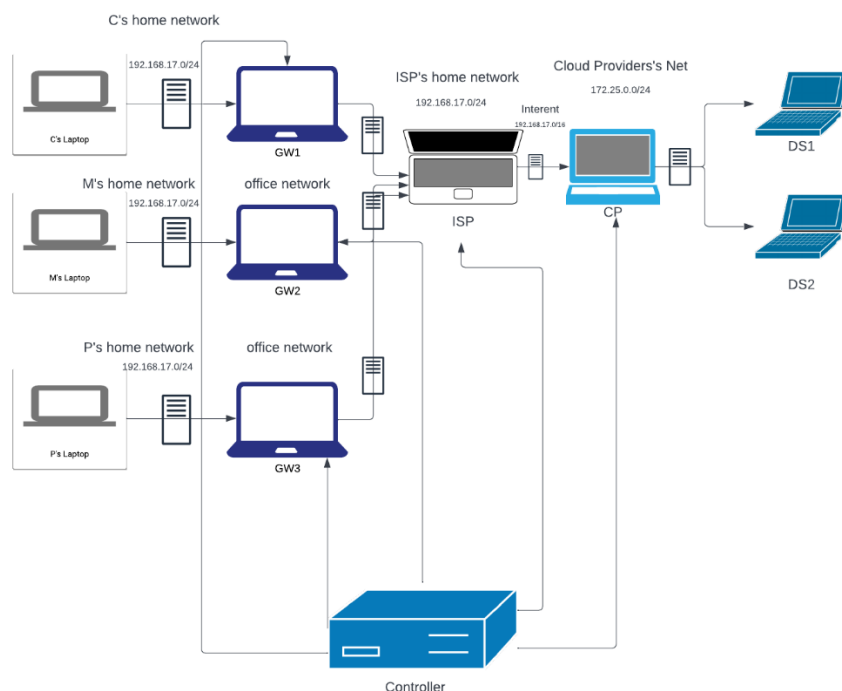 C's home network
192.168.17.0/24
C's Laptop
GW1
ISP's home network
192.168.17.0/24
Interent
192.168.17.0/16
Cloud Providers's Net
172.25.0.0/24
DS1
M's home network
192.168.17.0/24
office network
M's Laptop
GW2
ISP
CP
DS2
P's home network
192.168.17.0/24
office network
P's Laptop
GW3
Controller